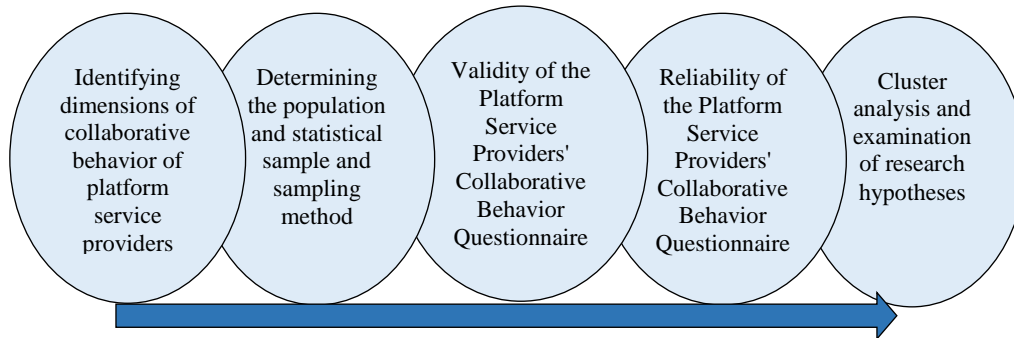 Identifying
dimensions of
collaborative
behavior of
platform
service
providers
Determining
the population
and statistical
sample and
sampling
method
Validity of the
Platform
Service
Providers'
Collaborative
Behavior
Questionnaire
Reliability of
the Platform
Service
Providers'
Collaborative
Behavior
Questionnaire
Cluster
analysis and
examination
of research
hypotheses